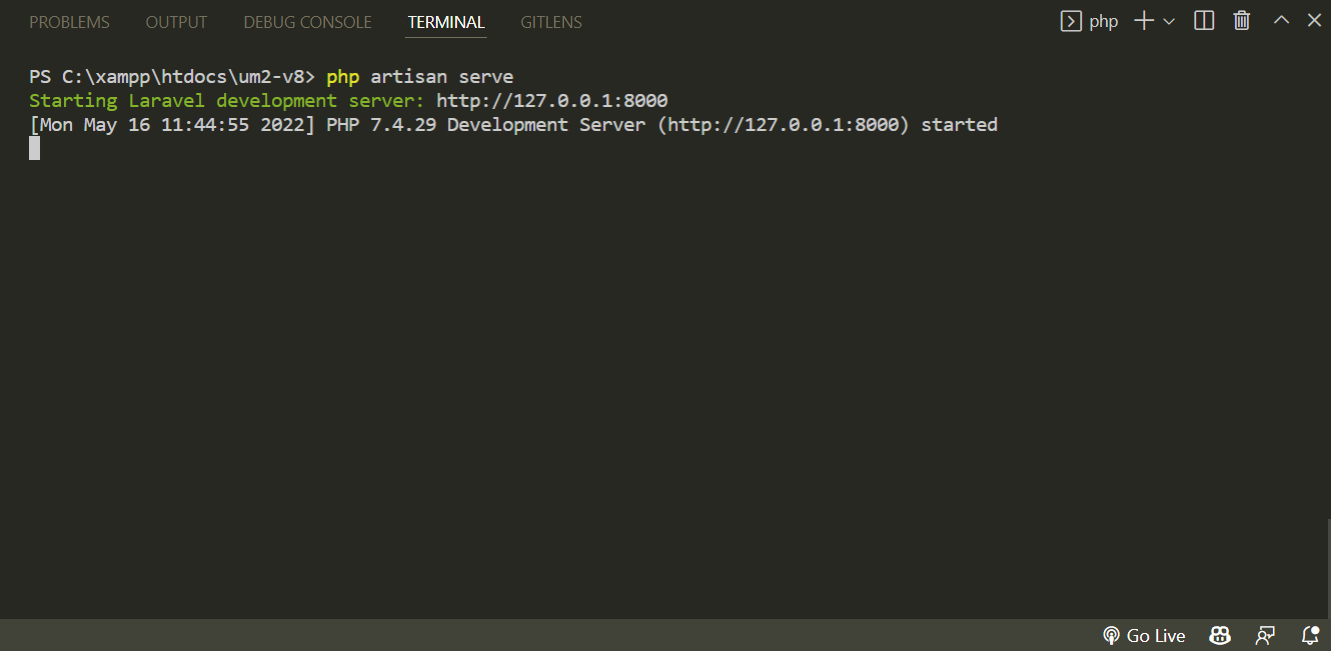 PROBLEMS OUTPUT DEBUG CONSOLE TERMINAL GITLENS php
PS C:\xampp\htdocs\um2-v8> php artisan serve
Starting Laravel development server: http://127.0.0.1:8000
[Mon May 16 11:44:55 2022] PHP 7.4.29 Development Server (http://127.0.0.1:8000) started
Go Live